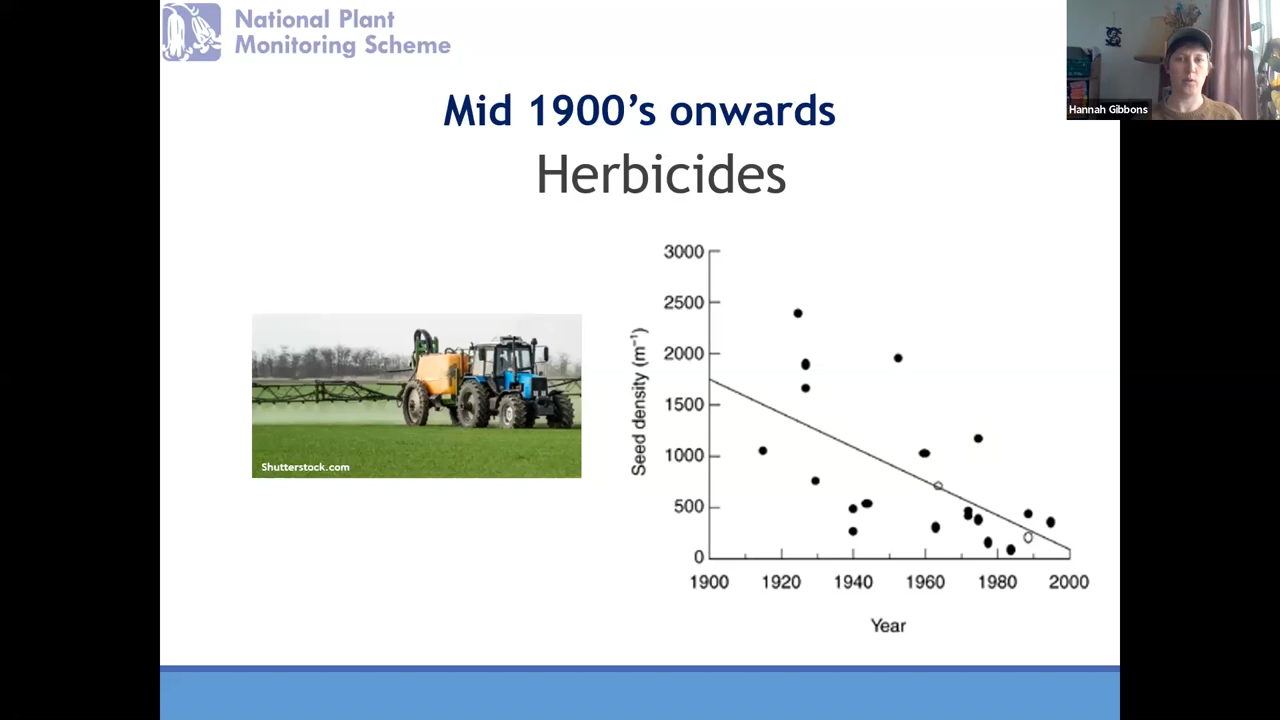 National Plant
Monitoring Scheme
Hannah Gibbons
Mid 1900's onwards
Herbicides
Shutterstock.com
3000
2500
2000
1500
1000
500
0
Seed density (m⁻¹)
1900 1920 1940 1960 1980 2000
Year